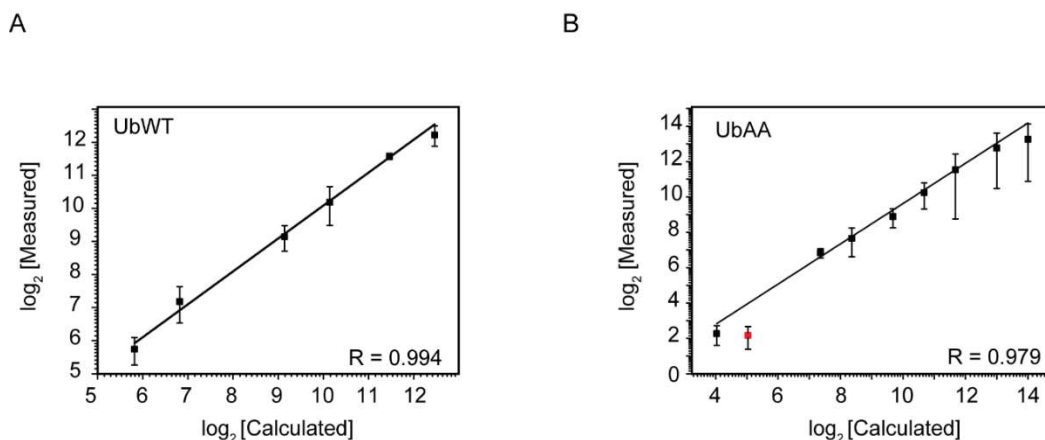 A
UbWT
12
11
10
9
8
7
6
5
log2 [Measured]
5 6 7 8 9 10 11 12
log2 [Calculated]
R = 0.994
B
UbAA
14
12
10
8
6
4
2
0
log2 [Measured]
4 6 8 10 12 14
log2 [Calculated]
R = 0.979